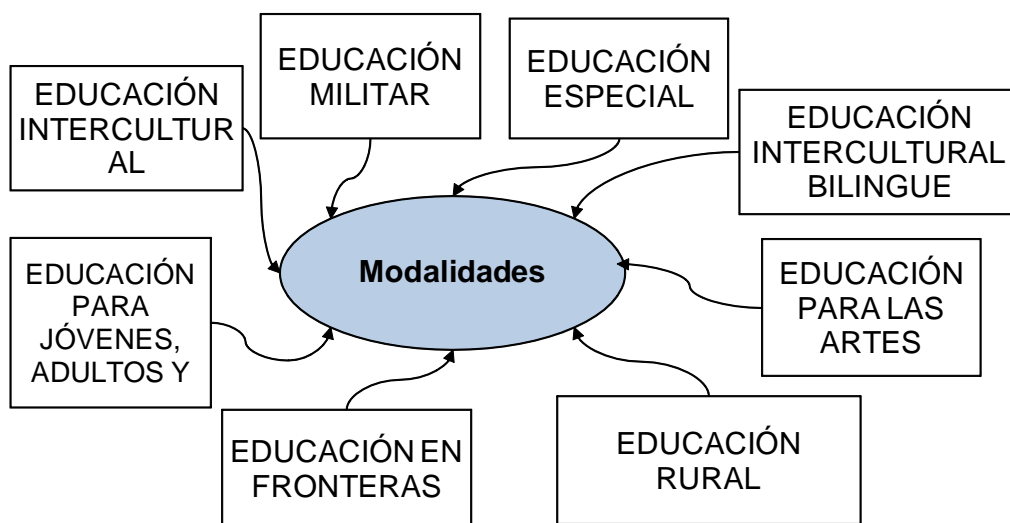 EDUCACIÓN
MILITAR
EDUCACIÓN
ESPECIAL
EDUCACIÓN
INTERCULTUR
AL
EDUCACIÓN
INTERCULTURAL
BILINGUE
Modalidades
EDUCACIÓN
PARA
JÓVENES,
ADULTOS Y
EDUCACIÓN
PARA LAS
ARTES
EDUCACIÓN EN
FRONTERAS
EDUCACIÓN
RURAL